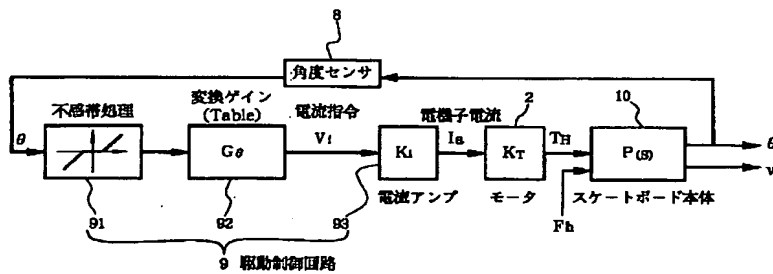 8
角度センサ
不感帯処理
変換ゲイン
(Table)
電流指令
電機子電流
2
10
θ
Gθ
Vi
Ki
Ia
KT
TH
P(S)
θ
v
91
92
93
電流アンプ
モータ
スケートボード本体
Fh
9 駆動制御回路